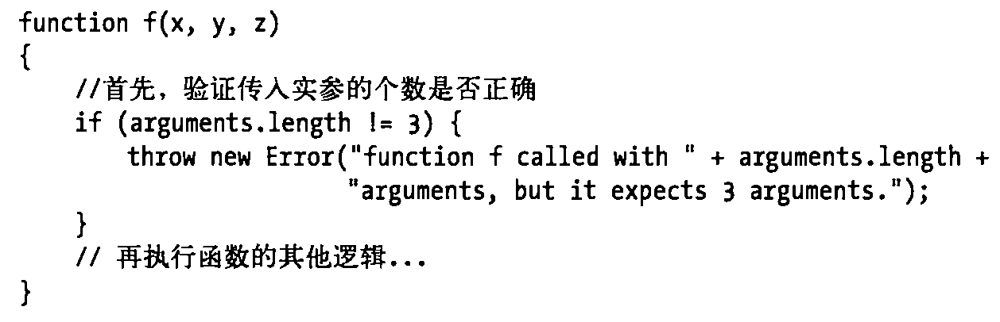 function f(x, y, z)
{
//首先，验证传入实参的个数是否正确
if (arguments.length != 3) {
throw new Error("function f called with " + arguments.length +
"arguments, but it expects 3 arguments.");
}
// 再执行函数的其他逻辑...
}